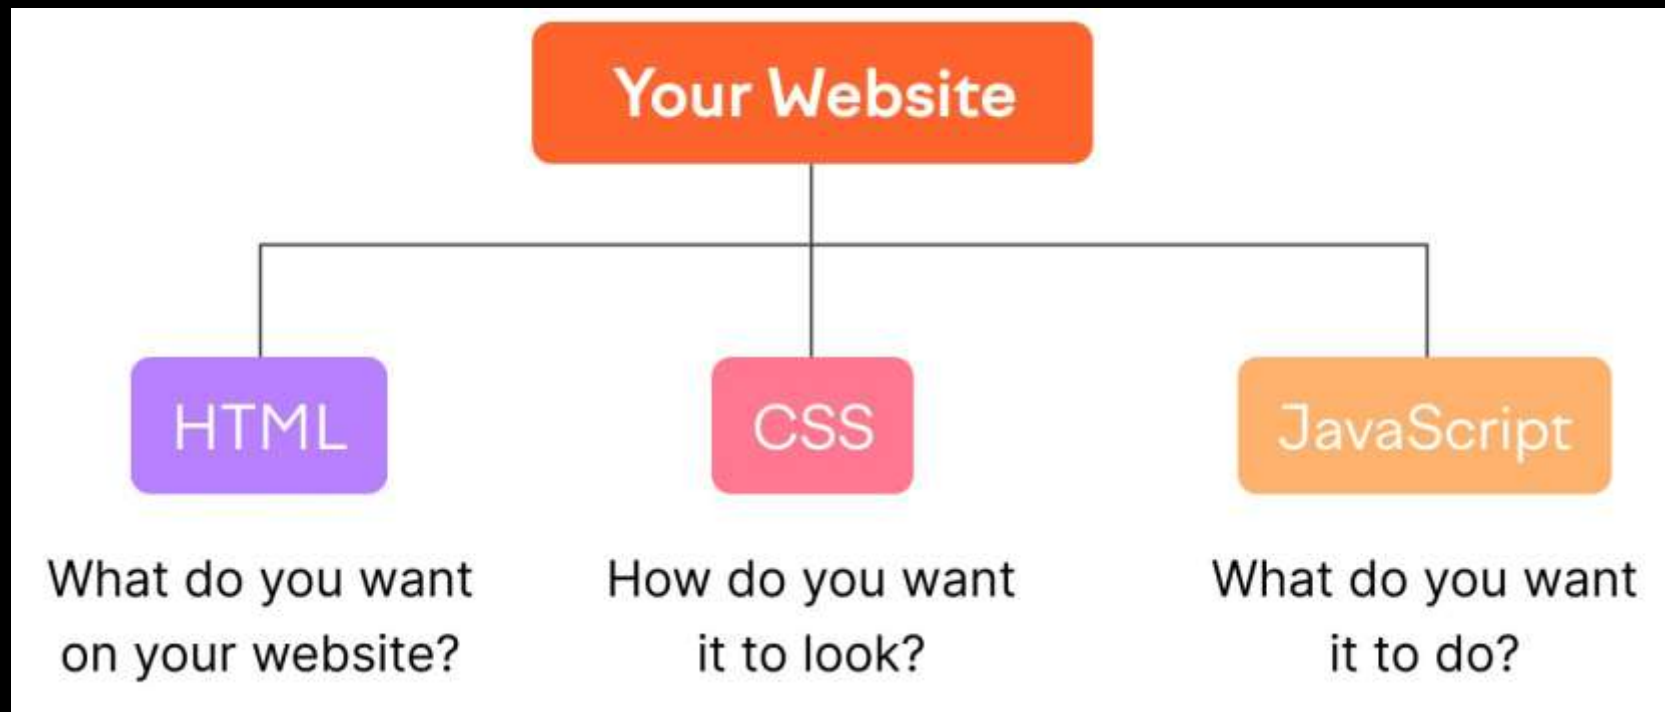 Your Website
HTML
CSS
JavaScript
What do you want
on your website?
How do you want
it to look?
What do you want
it to do?